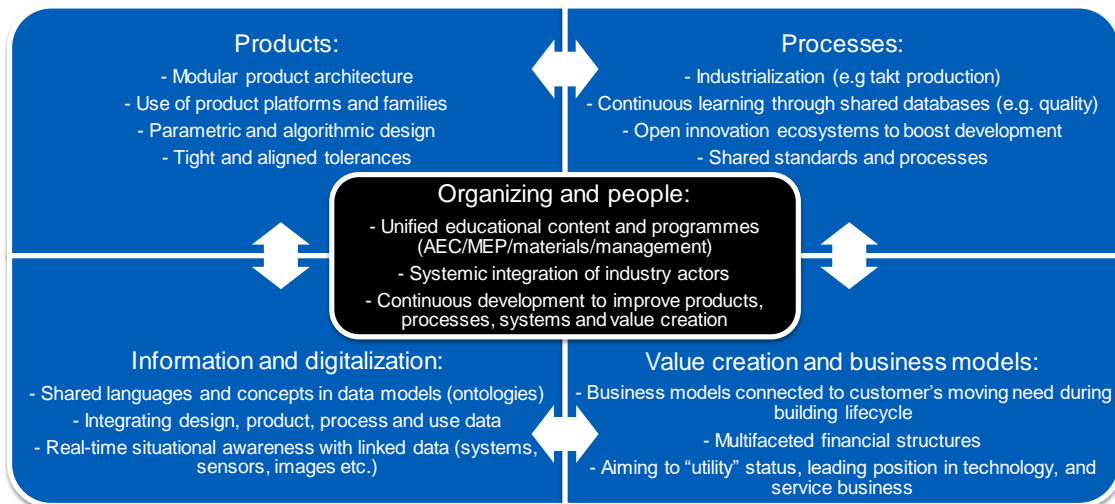 Products:
- Modular product architecture
- Use of product platforms and families
- Parametric and algorithmic design
- Tight and aligned tolerances
Processes:
- Industrialization (e.g takt production)
- Continuous learning through shared databases (e.g. quality)
- Open innovation ecosystems to boost development
- Shared standards and processes
Organizing and people:
- Unified educational content and programmes
(AEC/MEP/materials/management)
- Systemic integration of industry actors
- Continuous development to improve products,
processes, systems and value creation
Information and digitalization:
- Shared languages and concepts in data models (ontologies)
- Integrating design, product, process and use data
- Real-time situational awareness with linked data (systems,
sensors, images etc.)
Value creation and business models:
- Business models connected to customer’s moving need during
building lifecycle
- Multifaceted financial structures
- Aiming to “utility” status, leading position in technology, and
service business